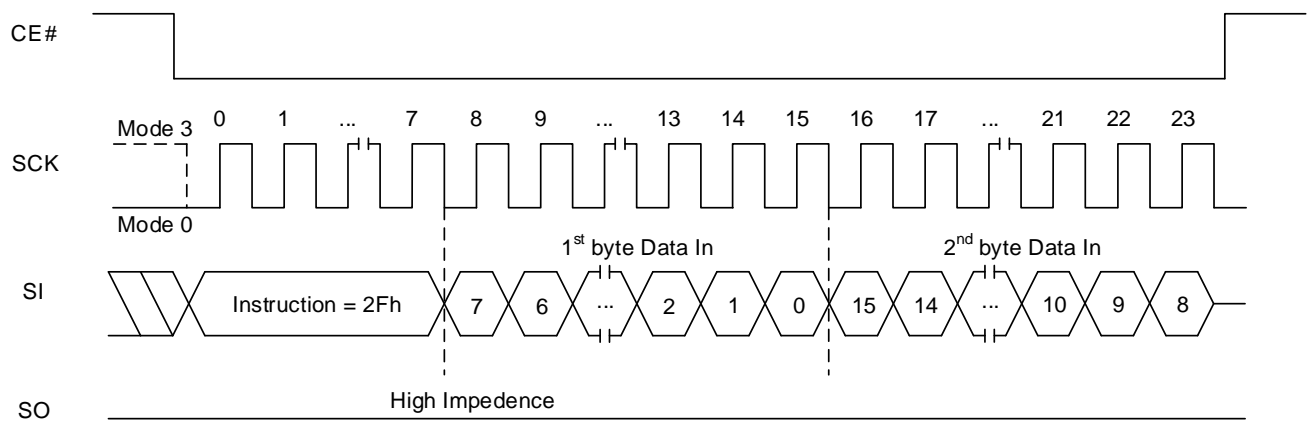 CE#
0 1 ... 7 8 9 ... 13 14 15 16 17 ... 21 22 23
Mode 3
SCK
Mode 0
1st byte Data In 2nd byte Data In
SI Instruction = 2Fh 7 6 ... 2 1 0 15 14 ... 10 9 8
High Impedence
SO